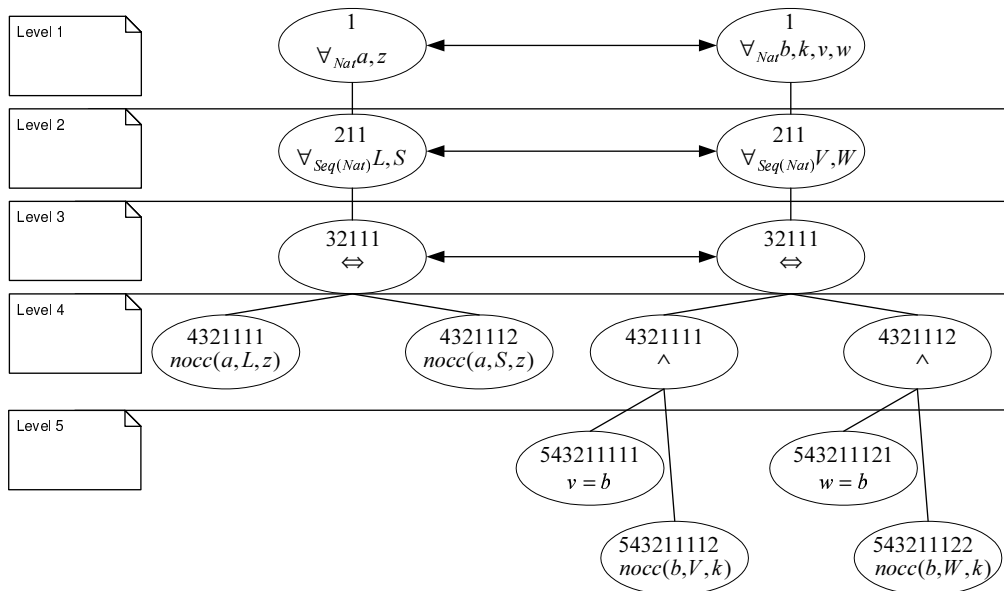 Level 1
1
∀Nat a, z
1
∀Nat b, k, v, w
Level 2
211
∀Seq(Nat) L, S
211
∀Seq(Nat) V, W
Level 3
32111
⇔
32111
⇔
Level 4
4321111
nocc(a, L, z)
4321112
nocc(a, S, z)
4321111
∧
4321112
∧
Level 5
543211111
v = b
543211121
w = b
543211112
nocc(b, V, k)
543211122
nocc(b, W, k)